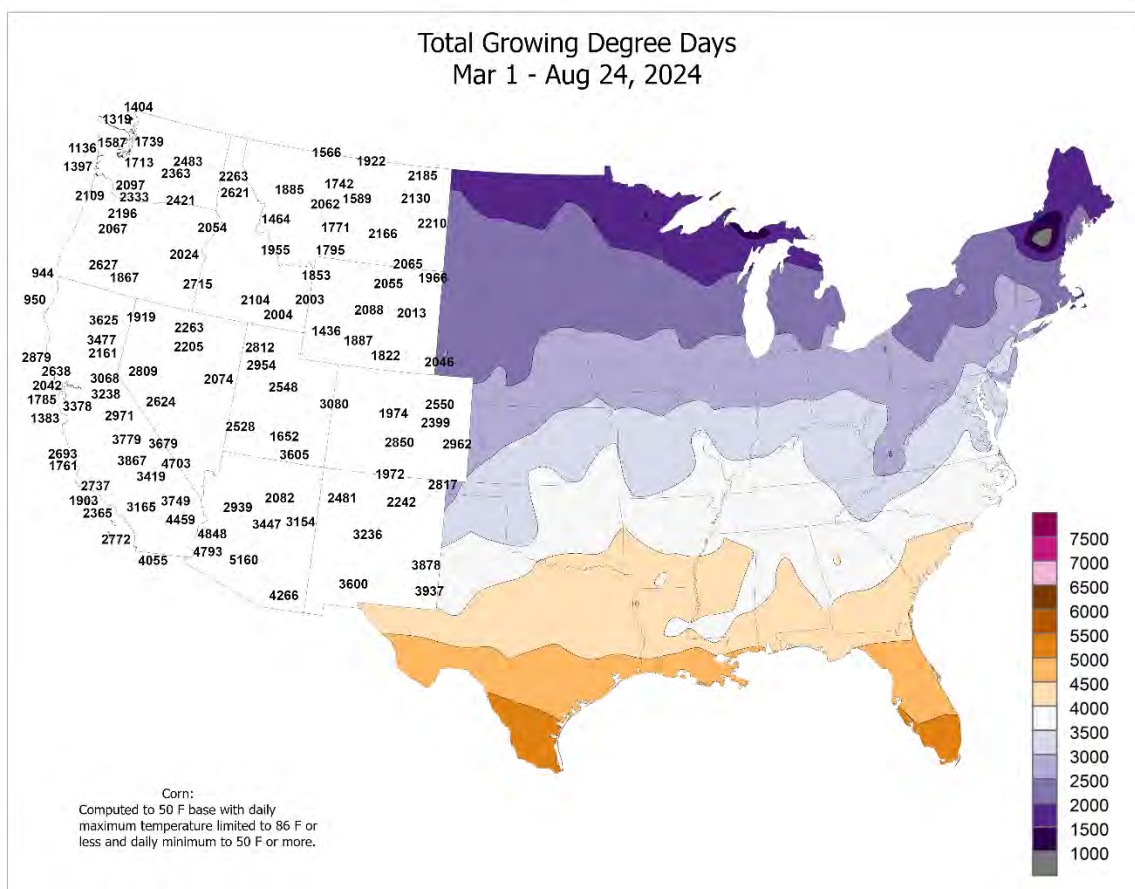 Total Growing Degree Days
Mar 1 - Aug 24, 2024
1404
1319
1136 1587 1739
1397 1713 2483
2363 2263
2097 2621
2109 2333 2421
2196
2067 2054
2024
2627
944 1867 2715
950
1566 1922
2185
1885 1742
2062 1589 2130
1464 1771 2166 2210
1955 1795
2065
1853 2055 1966
2104 2003
2004 2088 2013
1436 1887
1822 2046
3625 1919 2263
3477 2205 2812
2879 2161 2954
2638 3068 2809 2074 2548
2042 3238 2624
1785 3378 2971
1383
3080 1974 2550
2399
2528 1652 2850 2962
3605
3779 3679
2693 3867 4703
1761 3419
1972 2817
2737
1903 3165 3749 2939 2082 2481 2242
2365 4459 3447 3154
2772 4848 3236
4793 5160
4055
3878
3600 3937
4266
7500
7000
6500
6000
5500
5000
4500
4000
3500
3000
2500
2000
1500
1000
Corn:
Computed to 50 F base with daily
maximum temperature limited to 86 F or
less and daily minimum to 50 F or more.